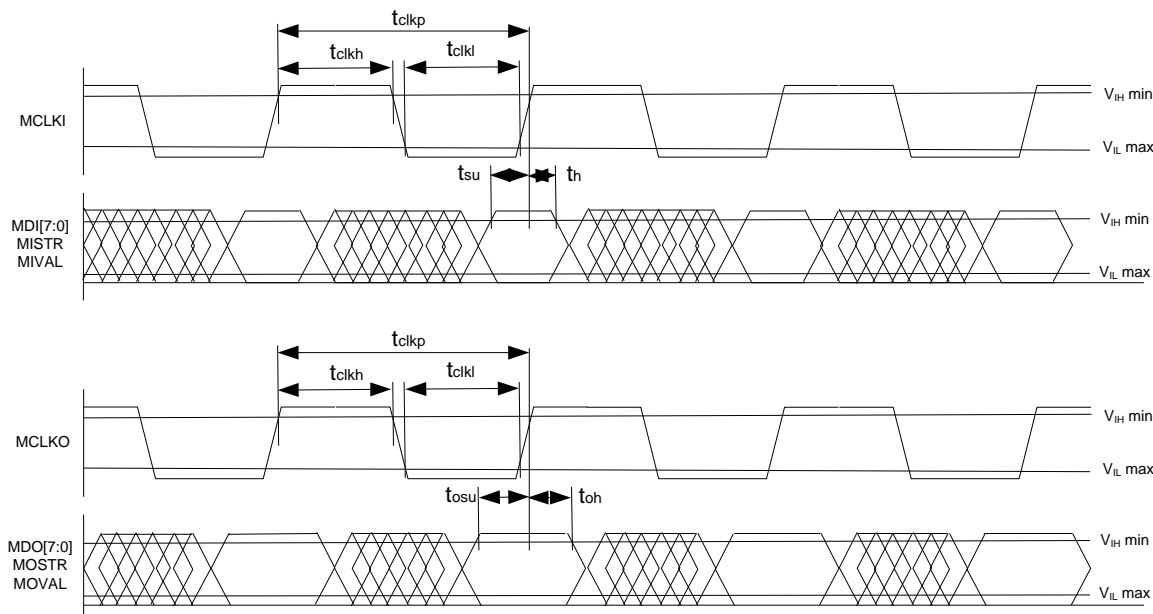 tclkp
tclkh tclkl
VIH min
MCLKI
VIL max
tsu th
MDI[7:0]
MISTR
MIVAL
VIH min
VIL max
tclkp
tclkh tclkl
VIH min
MCLKO
VIL max
tosu toh
MDO[7:0]
MOSTR
MOVAL
VIH min
VIL max